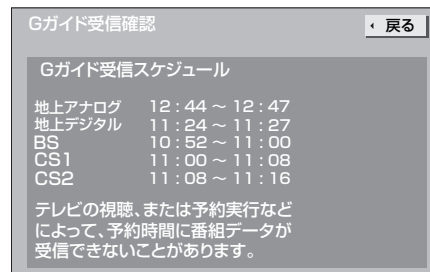 Gガイド受信確認
戻る
Gガイド受信スケジュール
地上アナログ 12:44~12:47
地上デジタル 11:24~11:27
BS 10:52~11:00
CS1 11:00~11:08
CS2 11:08~11:16
テレビの視聴、または予約実行など
によって、予約時間に番組データが
受信できないことがあります。